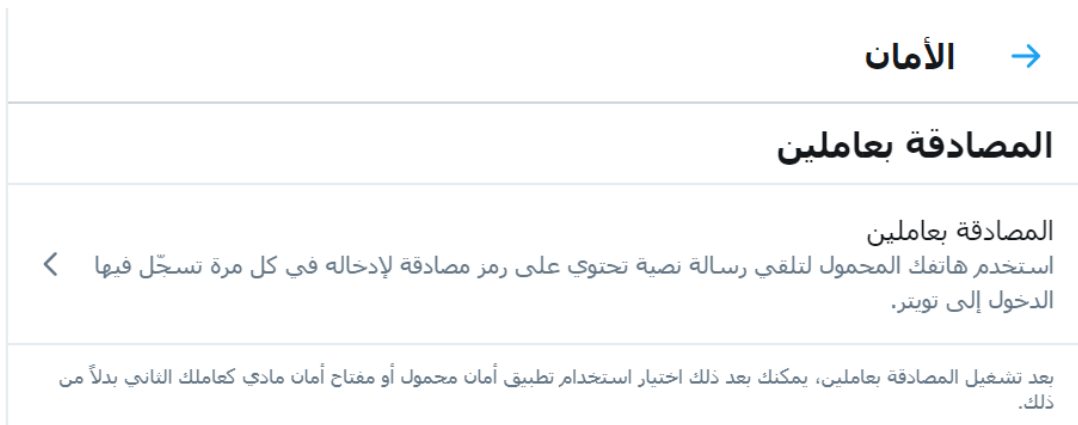 الأمان
المصادقة بعاملين
المصادقة بعاملين
استخدم هاتفك المحمول لتلقي رسالة نصية تحتوي على رمز مصادقة لإدخاله في كل مرة تسجّل فيها
الدخول إلى تويتر.
بعد تشغيل المصادقة بعاملين، يمكنك بعد ذلك اختيار استخدام تطبيق أمان محمول أو مفتاح أمان مادي كعاملك الثاني بدلاً من
ذلك.